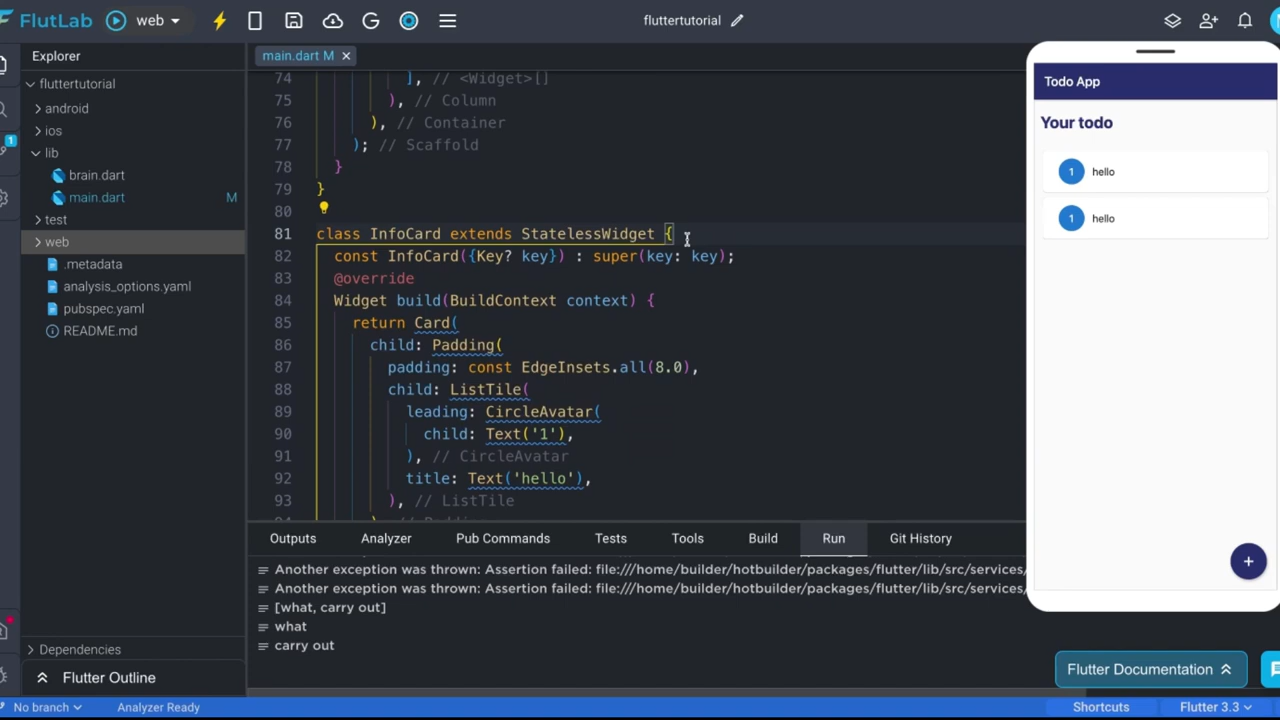 FlutLab
web
fluttertutorial
Explorer
main.dart M
fluttertutorial
android
ios
lib
brain.dart
main.dart M
test
web
.metadata
analysis_options.yaml
pubspec.yaml
README.md
Dependencies
Flutter Outline
74 ], // <Widget>[]
75 ), // Column
76 ), // Container
77 ); // Scaffold
78 }
79 }
80
81 class InfoCard extends StatelessWidget {
82 const InfoCard({Key? key}) : super(key: key);
83 @override
84 Widget build(BuildContext context) {
85 return Card(
86 child: Padding(
87 padding: const EdgeInsets.all(8.0),
88 child: ListTile(
89 leading: CircleAvatar(
90 child: Text('1'),
91 ), // CircleAvatar
92 title: Text('hello'),
93 ), // ListTile
Outputs Analyzer Pub Commands Tests Tools Build Run Git History
Another exception was thrown: Assertion failed: file:///home/builder/hotbuilder/packages/flutter/lib/src/services/
Another exception was thrown: Assertion failed: file:///home/builder/hotbuilder/packages/flutter/lib/src/services/
[what, carry out]
what
carry out
Todo App
Your todo
1 hello
1 hello
+
Flutter Documentation
No branch Analyzer Ready Shortcuts Flutter 3.3